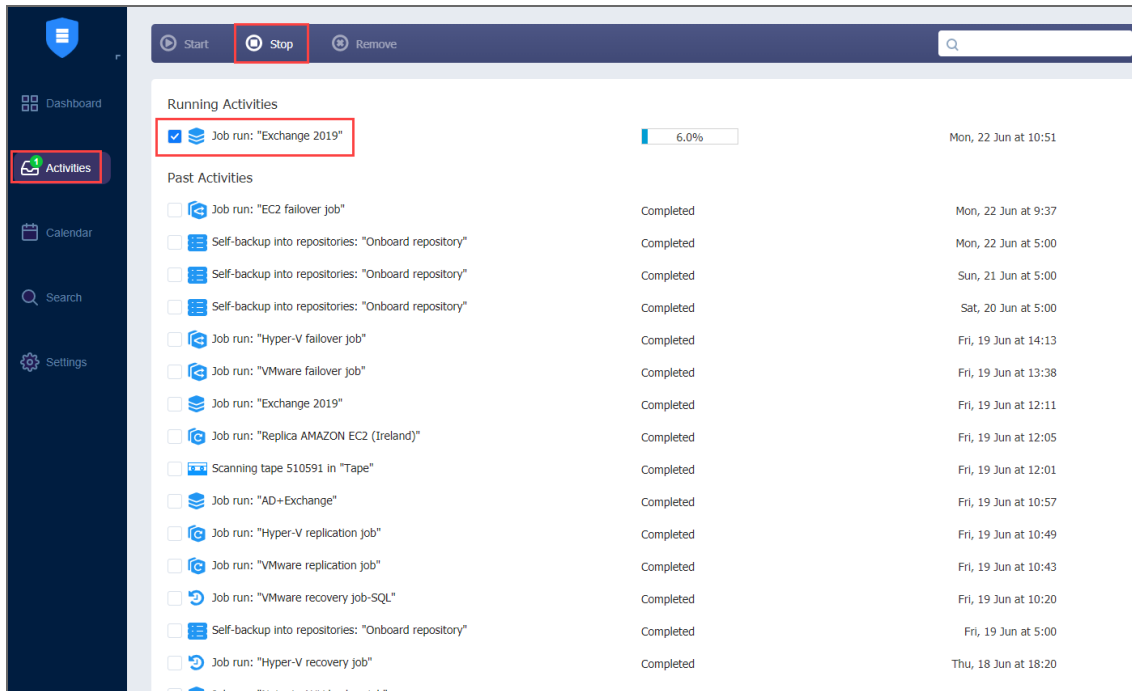 Start Stop Remove
Dashboard
1
Activities
Calendar
Search
Settings
Running Activities
Job run: "Exchange 2019" 6.0% Mon, 22 Jun at 10:51
Past Activities
Job run: "EC2 failover job" Completed Mon, 22 Jun at 9:37
Self-backup into repositories: "Onboard repository" Completed Mon, 22 Jun at 5:00
Self-backup into repositories: "Onboard repository" Completed Sun, 21 Jun at 5:00
Self-backup into repositories: "Onboard repository" Completed Sat, 20 Jun at 5:00
Job run: "Hyper-V failover job" Completed Fri, 19 Jun at 14:13
Job run: "VMware failover job" Completed Fri, 19 Jun at 13:38
Job run: "Exchange 2019" Completed Fri, 19 Jun at 12:11
Job run: "Replica AMAZON EC2 (Ireland)" Completed Fri, 19 Jun at 12:05
Scanning tape 510591 in "Tape" Completed Fri, 19 Jun at 12:01
Job run: "AD+Exchange" Completed Fri, 19 Jun at 10:57
Job run: "Hyper-V replication job" Completed Fri, 19 Jun at 10:49
Job run: "VMware replication job" Completed Fri, 19 Jun at 10:43
Job run: "VMware recovery job-SQL" Completed Fri, 19 Jun at 10:20
Self-backup into repositories: "Onboard repository" Completed Fri, 19 Jun at 5:00
Job run: "Hyper-V recovery job" Completed Thu, 18 Jun at 18:20